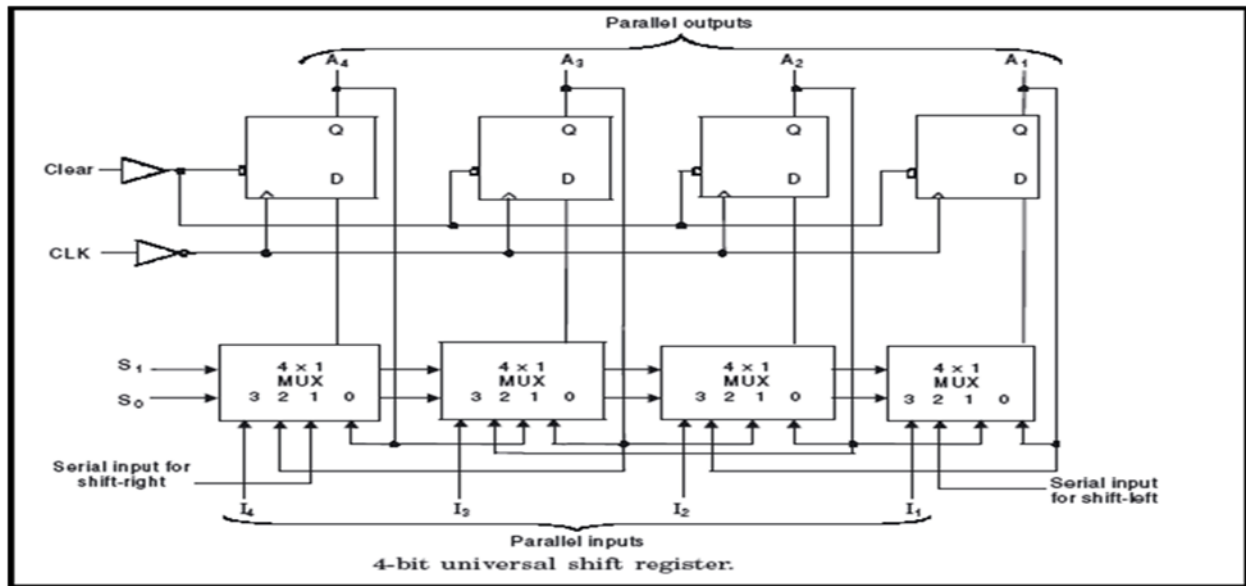 Parallel outputs
A4 A3 A2 A1
Q Q Q Q
Clear
D D D D
CLK
S1
S0
4 × 1 4 × 1 4 × 1 4 × 1
MUX MUX MUX MUX
3 2 1 0 3 2 1 0 3 2 1 0 3 2 1 0
Serial input for
shift-right
Serial input
for shift-left
I4 I3 I2 I1
Parallel inputs
4-bit universal shift register.